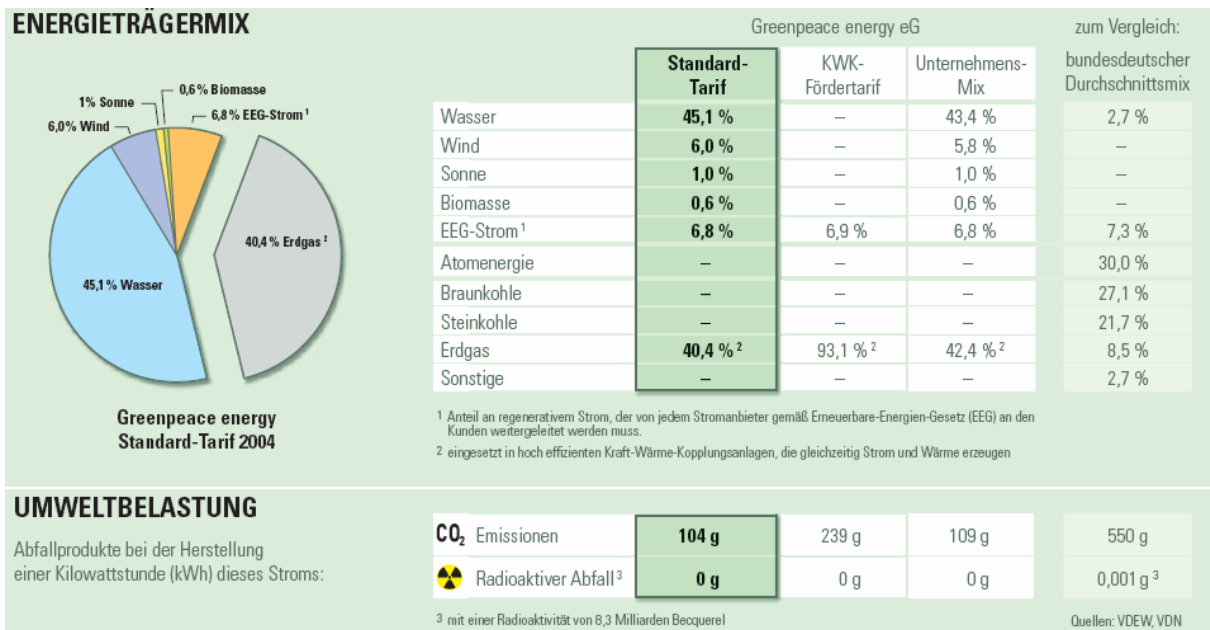 ENERGIETRÄGERMIX
0,6% Biomasse
1% Sonne
6,8% EEG-Strom 1
6,0% Wind
40,4% Erdgas 2
45,1% Wasser
Greenpeace energy
Standard-Tarif 2004
Greenpeace energy eG
zum Vergleich:
Standard-Tarif KWK-Fördertarif Unternehmens-Mix bundesdeutscher Durchschnittsmix
Wasser 45,1 % – 43,4 % 2,7 %
Wind 6,0 % – 5,8 % –
Sonne 1,0 % – 1,0 % –
Biomasse 0,6 % – 0,6 % –
EEG-Strom 1 6,8 % 6,9 % 6,8 % 7,3 %
Atomenergie – – – 30,0 %
Braunkohle – – – 27,1 %
Steinkohle – – – 21,7 %
Erdgas 40,4 % 2 93,1 % 2 42,4 % 2 8,5 %
Sonstige – – – 2,7 %
1 Anteil an regenerativem Strom, der von jedem Stromanbieter gemäß Erneuerbare-Energien-Gesetz (EEG) an den
Kunden weitergeleitet werden muss.
2 eingesetzt in hoch effizienten Kraft-Wärme-Kopplungsanlagen, die gleichzeitig Strom und Wärme erzeugen
UMWELTBELASTUNG
Abfallprodukte bei der Herstellung
einer Kilowattstunde (kWh) dieses Stroms:
CO2 Emissionen 104 g 239 g 109 g 550 g
Radioaktiver Abfall 3 0 g 0 g 0 g 0,001 g 3
3 mit einer Radioaktivität von 8,3 Milliarden Becquerel
Quellen: VDEW, VDN